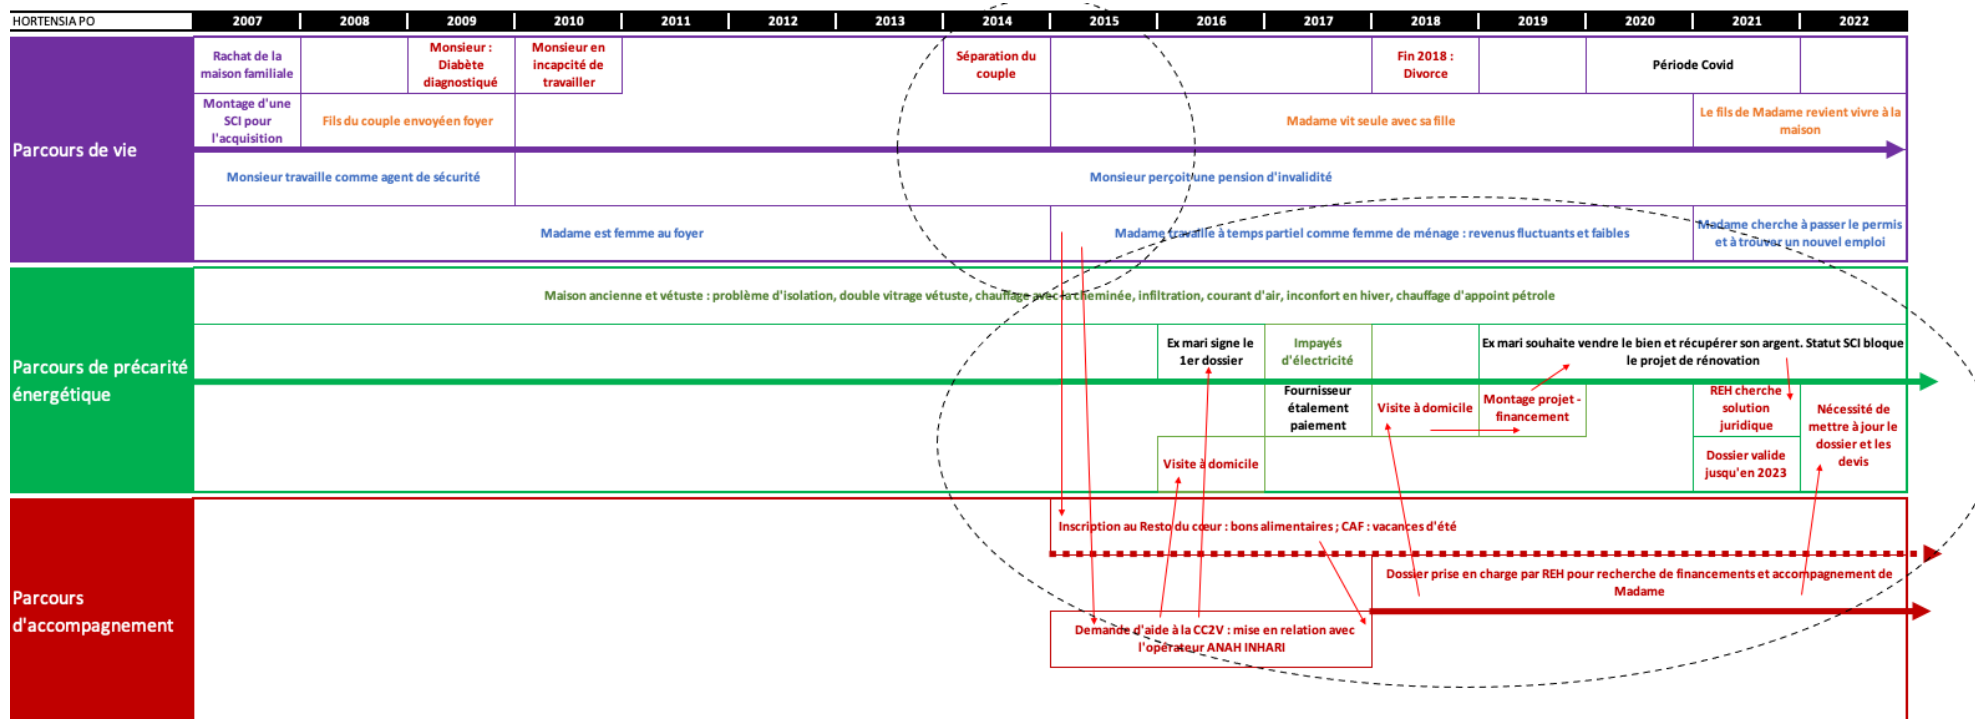 HORTENSIA PO 2007 2008 2009 2010 2011 2012 2013 2014 2015 2016 2017 2018 2019 2020 2021 2022
Parcours de vie
Rachat de la
maison familiale
Monsieur :
Diabète
diagnostiqué
Monsieur en
incapcité de
travailler
Séparation du
couple
Fin 2018 :
Divorce
Période Covid
Montage d'une
SCI pour
l'acquisition
Fils du couple envoyéen foyer
Madame vit seule avec sa fille
Le fils de Madame revient vivre à la
maison
Monsieur travaille comme agent de sécurité
Monsieur perçoit une pension d'invalidité
Madame est femme au foyer
Madame travaille à temps partiel comme femme de ménage : revenus fluctuants et faibles
Madame cherche à passer le permis
et à trouver un nouvel emploi
Parcours de précarité
énergétique
Maison ancienne et vétuste : problème d'isolation, double vitrage vétuste, chauffage avec la cheminée, infiltration, courant d'air, inconfort en hiver, chauffage d'appoint pétrole
Ex mari signe le
1er dossier
Impayés
d'électricité
Ex mari souhaite vendre le bien et récupérer son argent. Statut SCI bloque
le projet de rénovation
Fournisseur
étalement
paiement
Visite à domicile
Montage projet -
financement
REH cherche
solution
juridique
Nécessité de
mettre à jour le
dossier et les
devis
Visite à domicile
Dossier valide
jusqu'en 2023
Parcours
d'accompagnement
Inscription au Resto du cœur : bons alimentaires ; CAF : vacances d'été
Dossier prise en charge par REH pour recherche de financements et accompagnement de
Madame
Demande d'aide à la CC2V : mise en relation avec
l'opérateur ANAH INHARI